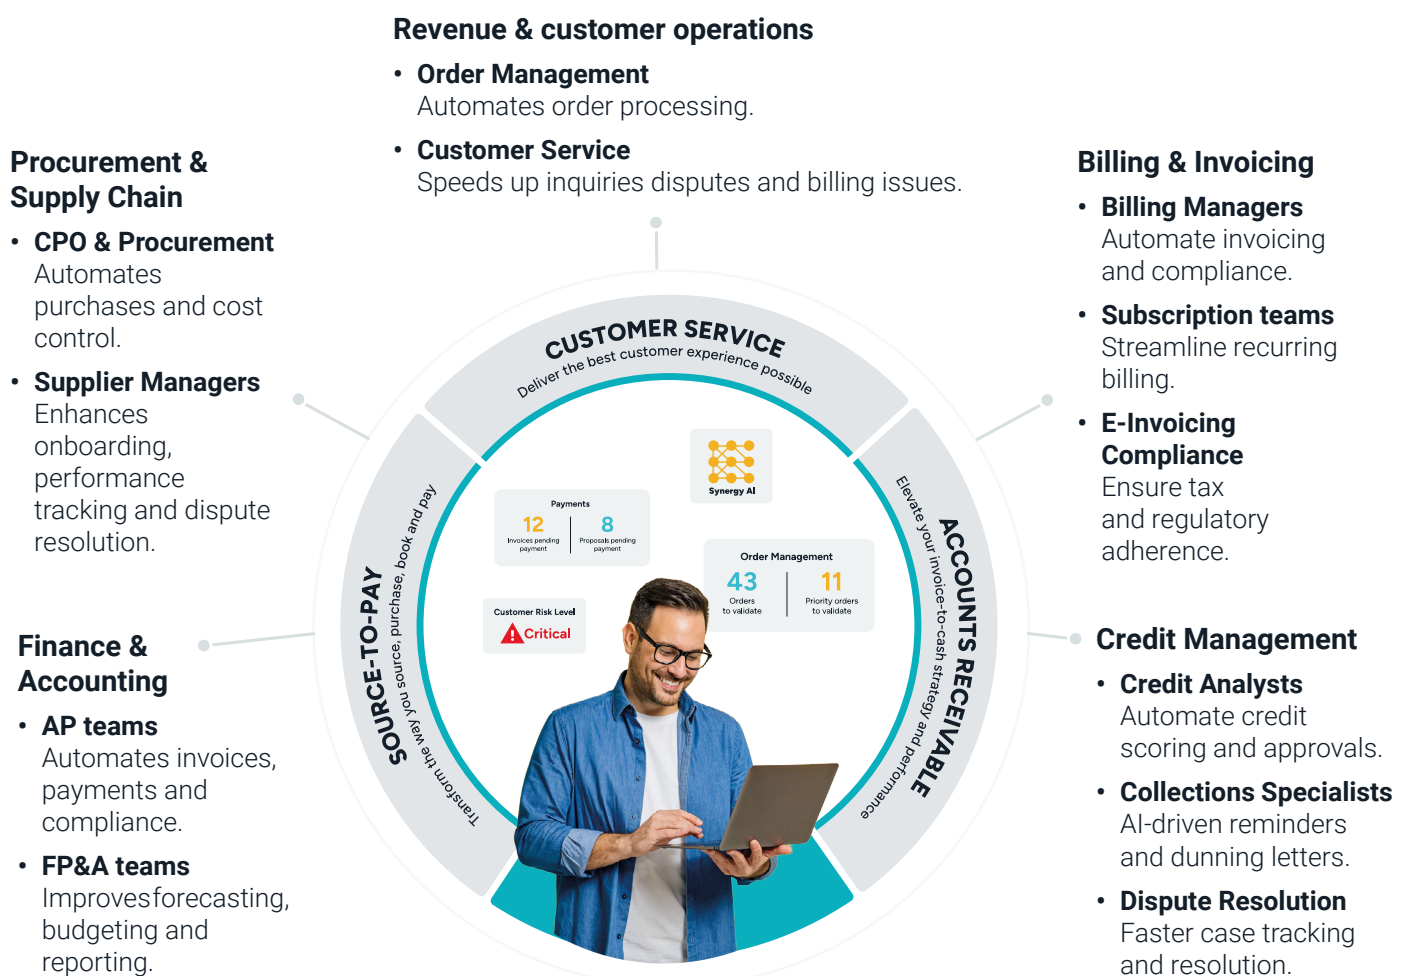 Revenue & customer operations
• Order Management
Automates order processing.
• Customer Service
Speeds up inquiries disputes and billing issues.
Procurement &
Supply Chain
• CPO & Procurement
Automates
purchases and cost
control.
• Supplier Managers
Enhances
onboarding,
performance
tracking and dispute
resolution.
Finance &
Accounting
• AP teams
Automates invoices,
payments and
compliance.
• FP&A teams
Improvesforecasting,
budgeting and
reporting.
CUSTOMER SERVICE
Deliver the best customer experience possible
SOURCE-TO-PAY
Transform the way you source, purchase, book and pay
ACCOUNTS RECEIVABLE
Elevate your invoice-to-cash strategy and performance
Synergy AI
Payments
12
Invoices pending
payment
8
Proposals pending
payment
Order Management
43
Orders
to validate
11
Priority orders
to validate
Customer Risk Level
Critical
Billing & Invoicing
• Billing Managers
Automate invoicing
and compliance.
• Subscription teams
Streamline recurring
billing.
• E-Invoicing
Compliance
Ensure tax
and regulatory
adherence.
Credit Management
• Credit Analysts
Automate credit
scoring and approvals.
• Collections Specialists
AI-driven reminders
and dunning letters.
• Dispute Resolution
Faster case tracking
and resolution.